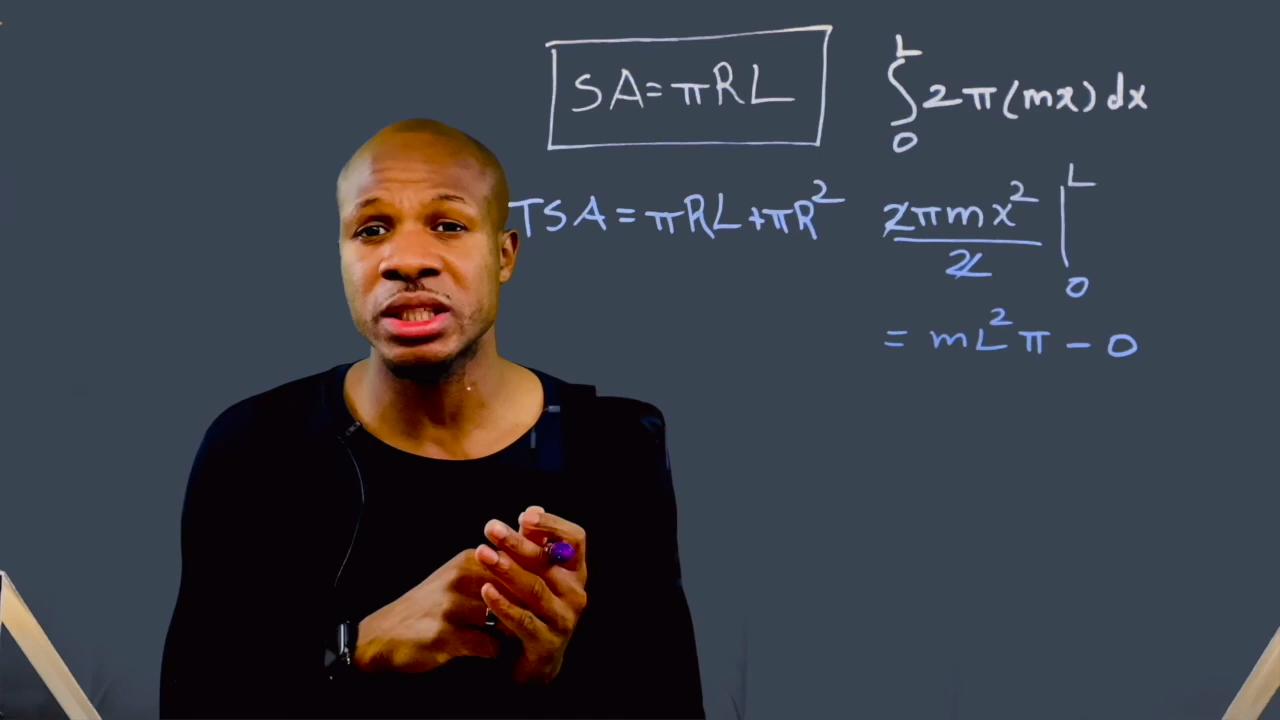 SA=πRL
TSA=πRL+πR²
∫₀ᴸ 2π(mx)dx
2πmx²/2 |₀ᴸ
= mL²π - 0